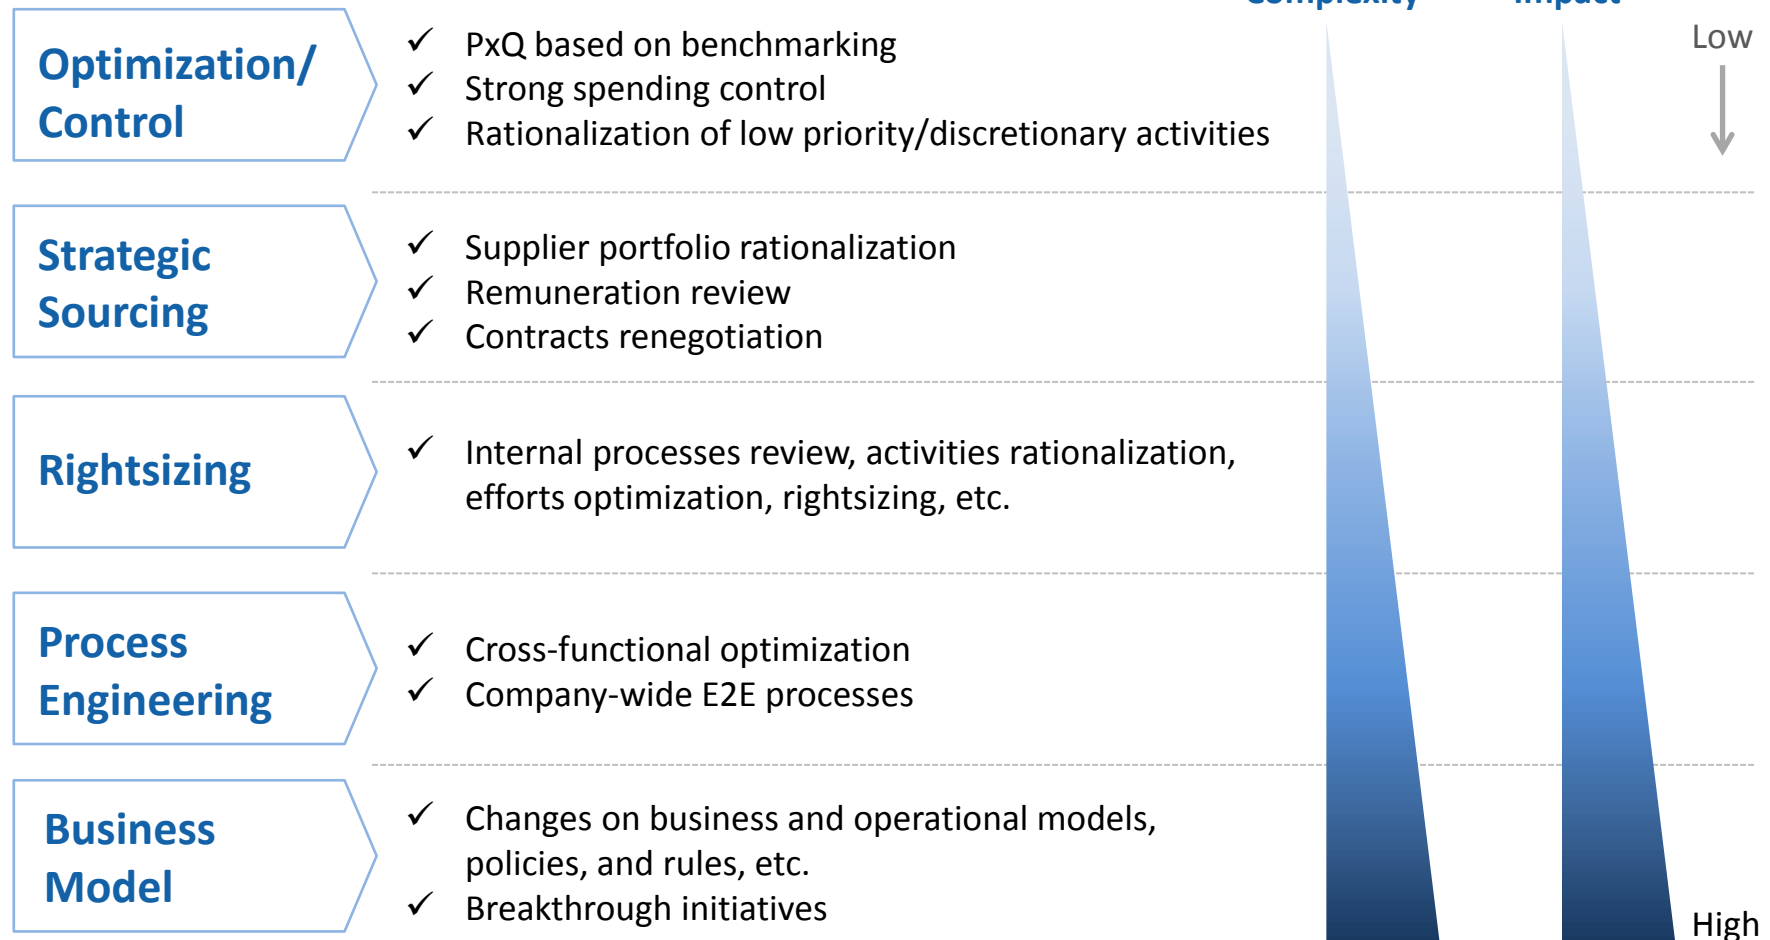 Complexity Impact
Optimization/
Control
✓ PxQ based on benchmarking
✓ Strong spending control
✓ Rationalization of low priority/discretionary activities
Low
Strategic
Sourcing
✓ Supplier portfolio rationalization
✓ Remuneration review
✓ Contracts renegotiation
Rightsizing
✓ Internal processes review, activities rationalization,
efforts optimization, rightsizing, etc.
Process
Engineering
✓ Cross-functional optimization
✓ Company-wide E2E processes
Business
Model
✓ Changes on business and operational models,
policies, and rules, etc.
✓ Breakthrough initiatives
High